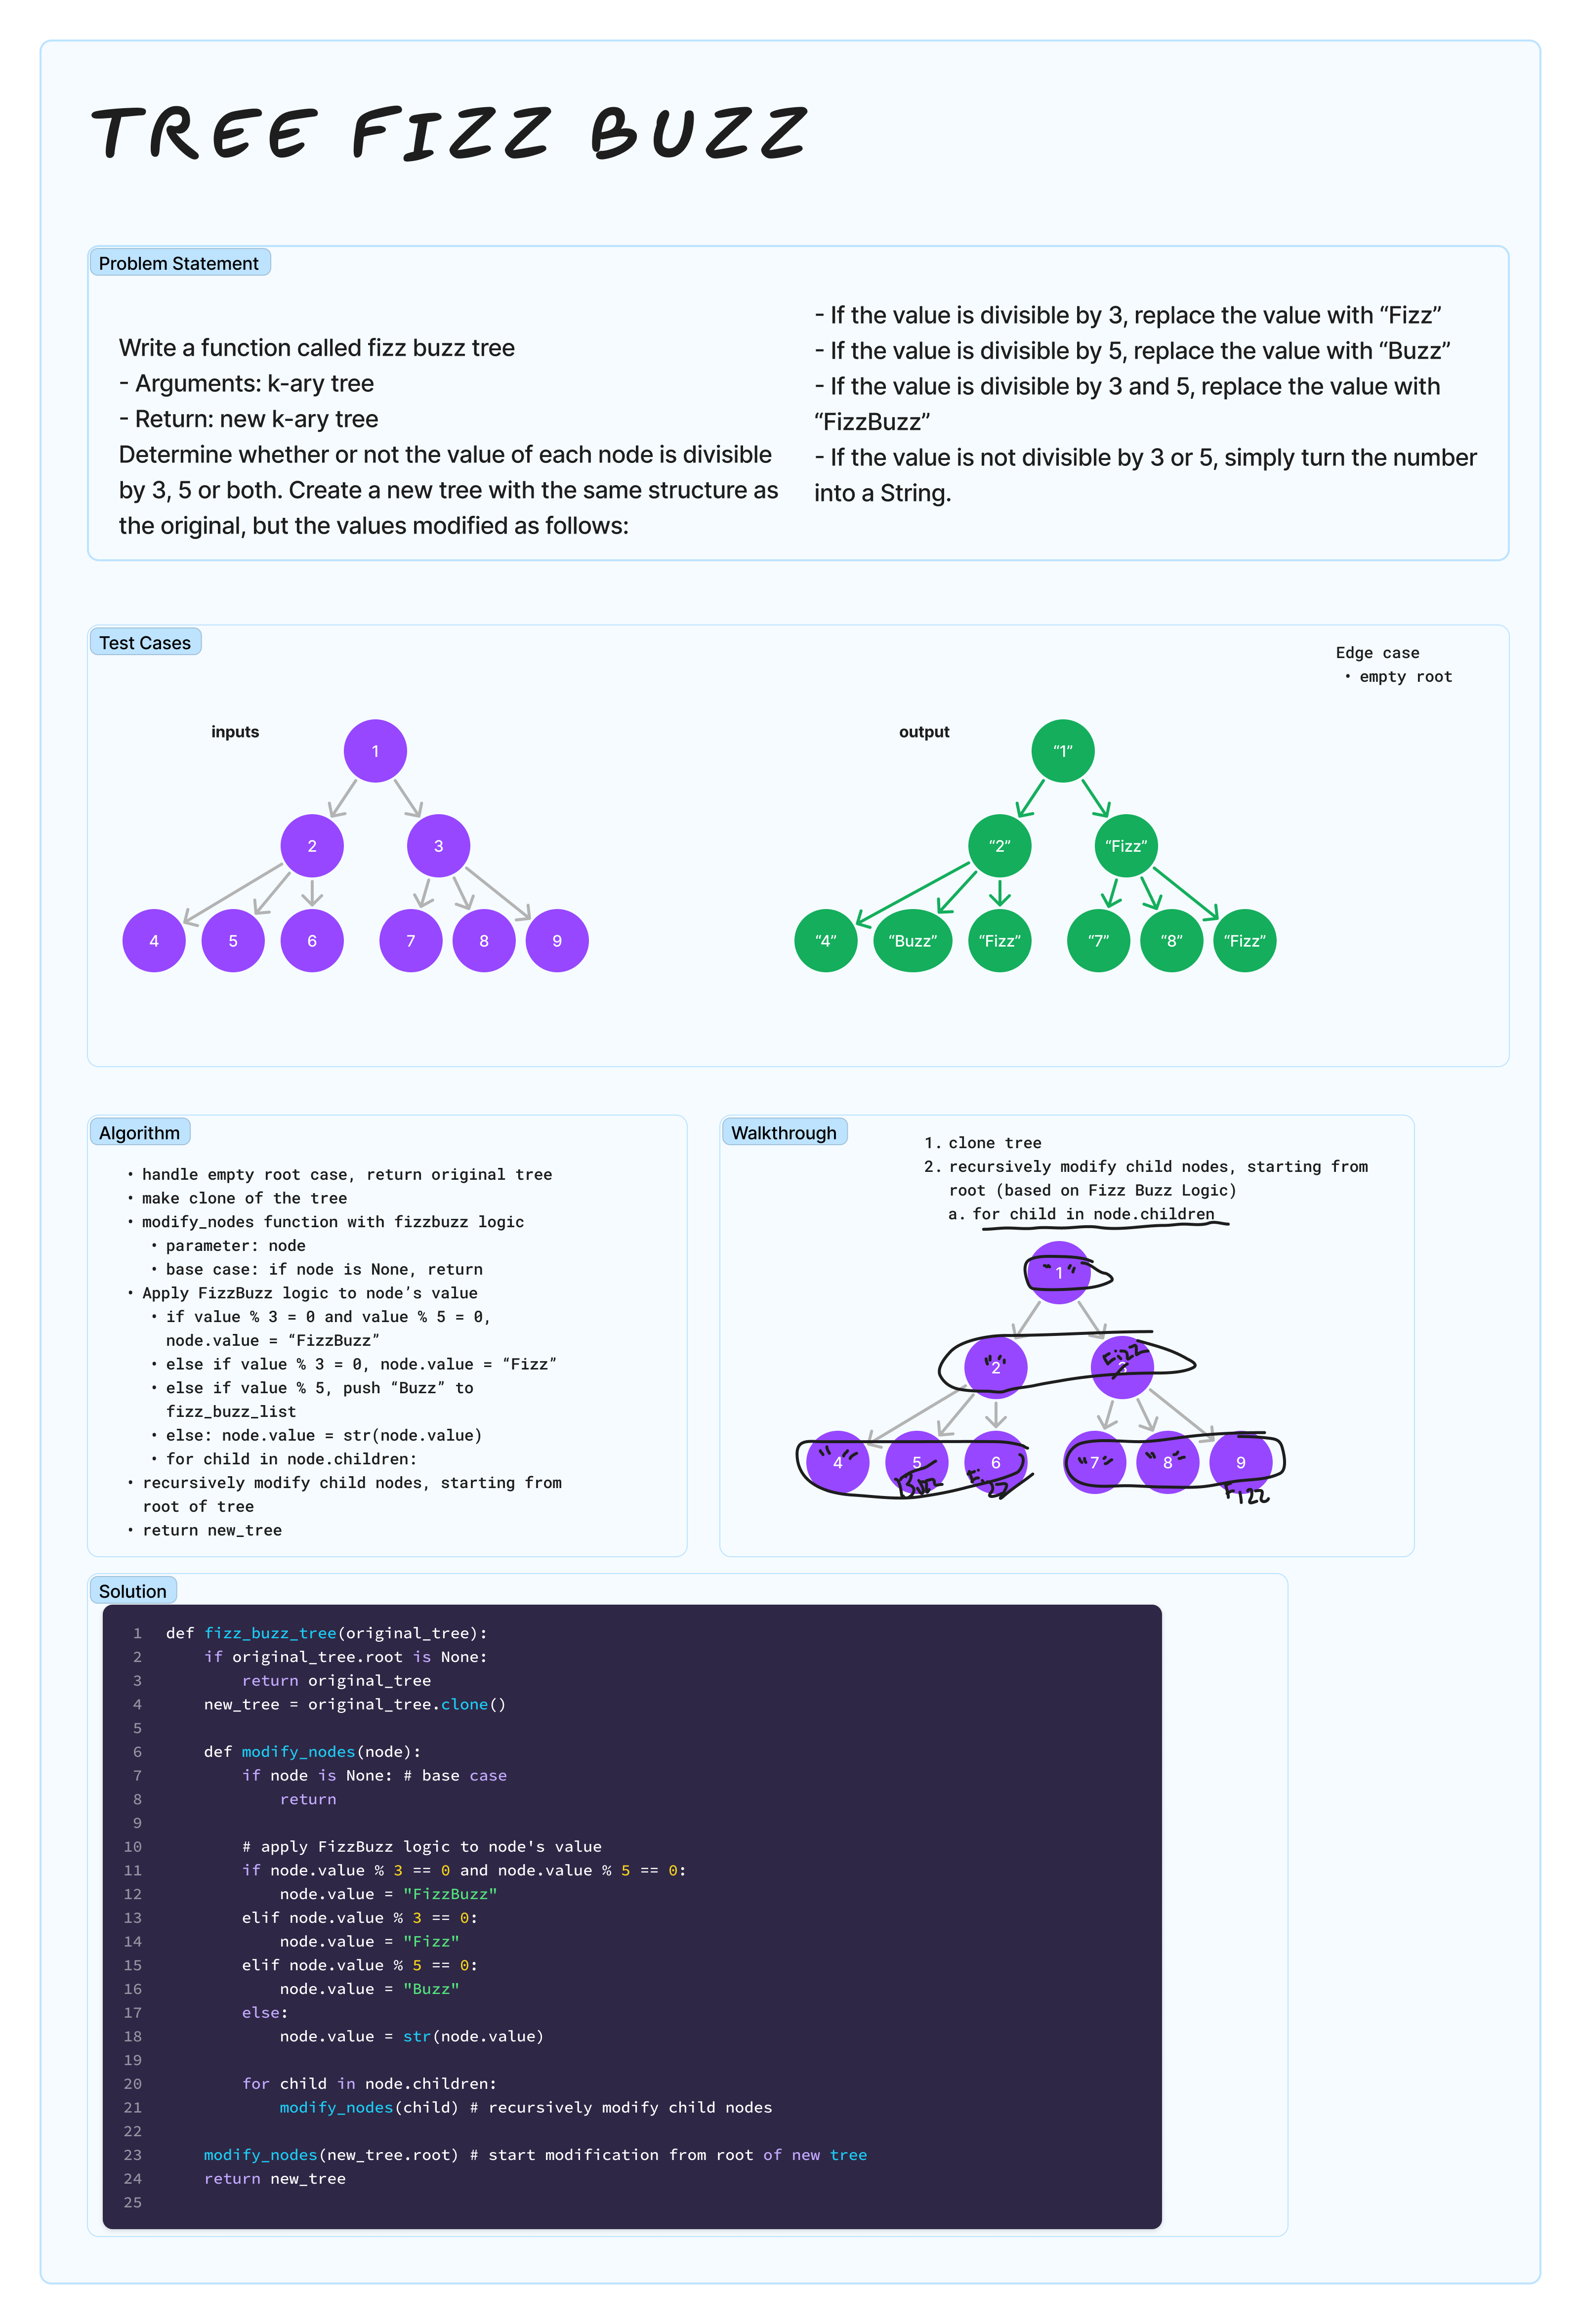 TREE FIZZ BUZZ
Problem Statement
Write a function called fizz buzz tree
- Arguments: k-ary tree
- Return: new k-ary tree
Determine whether or not the value of each node is divisible
by 3, 5 or both. Create a new tree with the same structure as
the original, but the values modified as follows:
- If the value is divisible by 3, replace the value with “Fizz”
- If the value is divisible by 5, replace the value with “Buzz”
- If the value is divisible by 3 and 5, replace the value with
“FizzBuzz”
- If the value is not divisible by 3 or 5, simply turn the number
into a String.
Test Cases
Edge case
• empty root
inputs
1
2 3
4 5 6 7 8 9
output
“1”
“2” “Fizz”
“4” “Buzz” “Fizz” “7” “8” “Fizz”
Algorithm
• handle empty root case, return original tree
• make clone of the tree
• modify_nodes function with fizzbuzz logic
• parameter: node
• base case: if node is None, return
• Apply FizzBuzz logic to node’s value
• if value % 3 = 0 and value % 5 = 0,
node.value = “FizzBuzz”
• else if value % 3 = 0, node.value = “Fizz”
• else if value % 5, push “Buzz” to
fizz_buzz_list
• else: node.value = str(node.value)
• for child in node.children:
• recursively modify child nodes, starting from
root of tree
• return new_tree
Walkthrough
1. clone tree
2. recursively modify child nodes, starting from
root (based on Fizz Buzz Logic)
a. for child in node.children
"1"
"2" 3 Fizz
"4" 5 Buzz 6 Fizz "7" "8" 9 Fizz
Solution
1 def fizz_buzz_tree(original_tree):
2 if original_tree.root is None:
3 return original_tree
4 new_tree = original_tree.clone()
5
6 def modify_nodes(node):
7 if node is None: # base case
8 return
9
10 # apply FizzBuzz logic to node's value
11 if node.value % 3 == 0 and node.value % 5 == 0:
12 node.value = "FizzBuzz"
13 elif node.value % 3 == 0:
14 node.value = "Fizz"
15 elif node.value % 5 == 0:
16 node.value = "Buzz"
17 else:
18 node.value = str(node.value)
19
20 for child in node.children:
21 modify_nodes(child) # recursively modify child nodes
22
23 modify_nodes(new_tree.root) # start modification from root of new tree
24 return new_tree
25